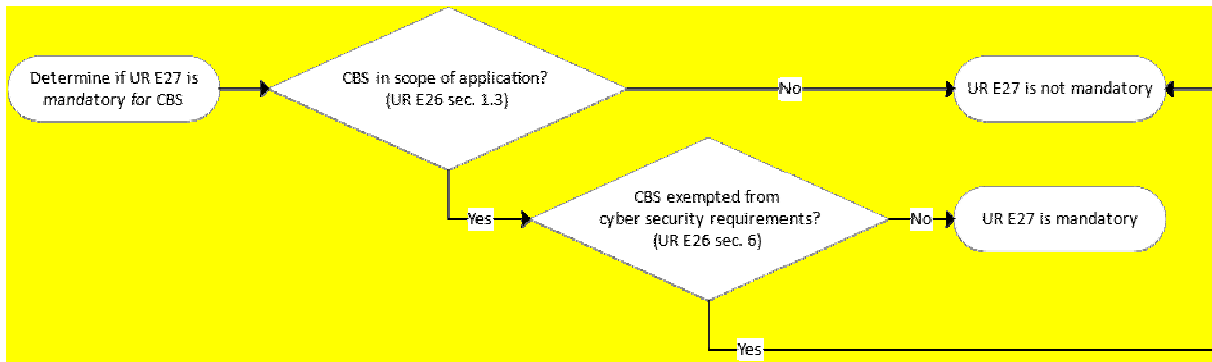 Determine if UR E27 is
mandatory for CBS
CBS in scope of application?
(UR E26 sec. 1.3)
No
UR E27 is not mandatory
Yes
CBS exempted from
cyber security requirements?
(UR E26 sec. 6)
No
UR E27 is mandatory
Yes